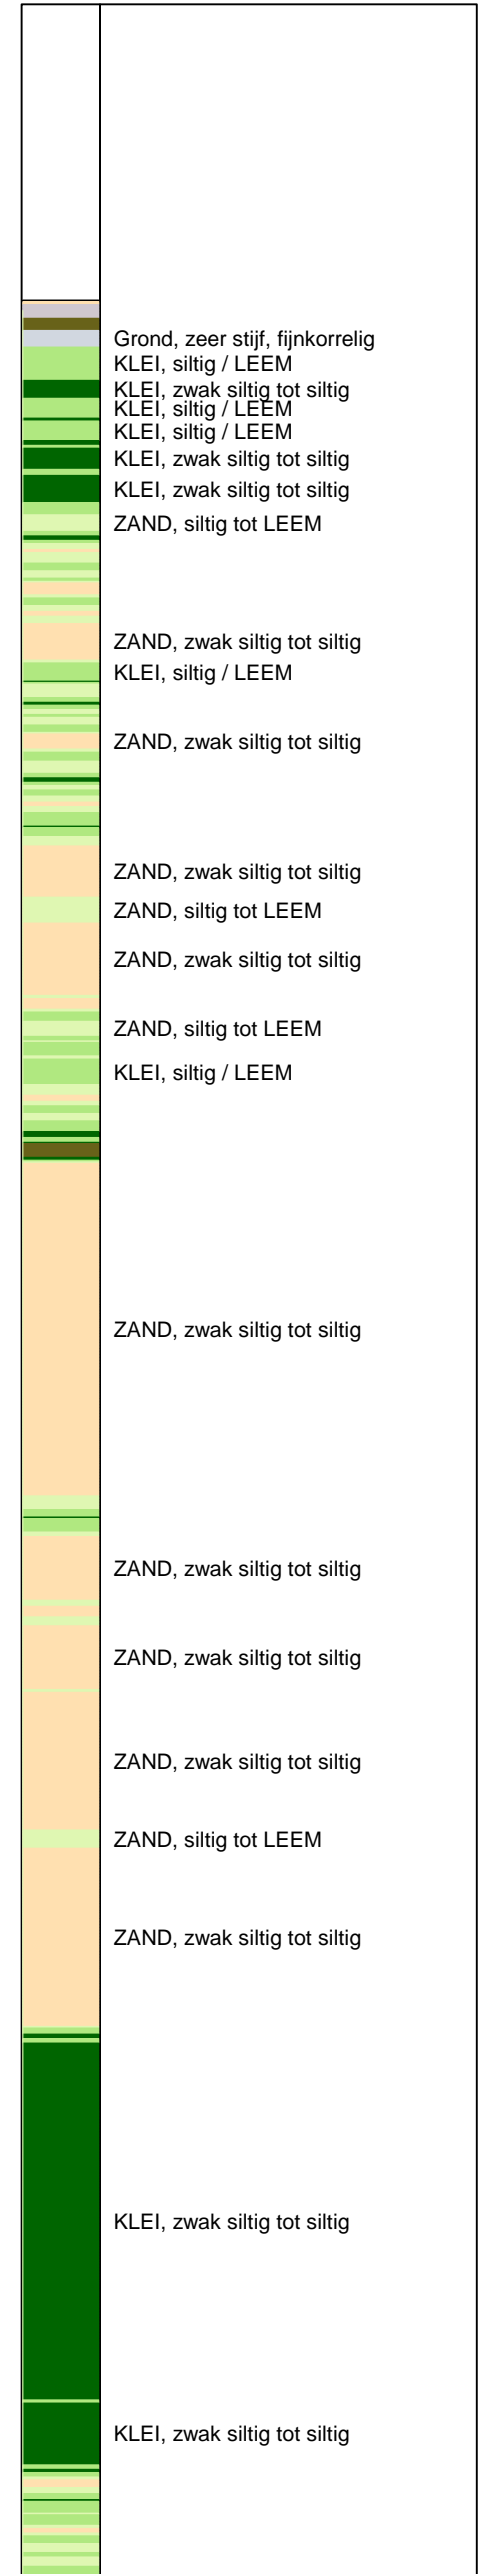 Grond, zeer stijf, fijnkorrelig
KLEI, siltig / LEEM
KLEI, zwak siltig tot siltig
KLEI, siltig / LEEM
KLEI, siltig / LEEM
KLEI, zwak siltig tot siltig
KLEI, zwak siltig tot siltig
ZAND, siltig tot LEEM
ZAND, zwak siltig tot siltig
KLEI, siltig / LEEM
ZAND, zwak siltig tot siltig
ZAND, zwak siltig tot siltig
ZAND, siltig tot LEEM
ZAND, zwak siltig tot siltig
ZAND, siltig tot LEEM
KLEI, siltig / LEEM
ZAND, zwak siltig tot siltig
ZAND, zwak siltig tot siltig
ZAND, zwak siltig tot siltig
ZAND, zwak siltig tot siltig
ZAND, siltig tot LEEM
ZAND, zwak siltig tot siltig
KLEI, zwak siltig tot siltig
KLEI, zwak siltig tot siltig